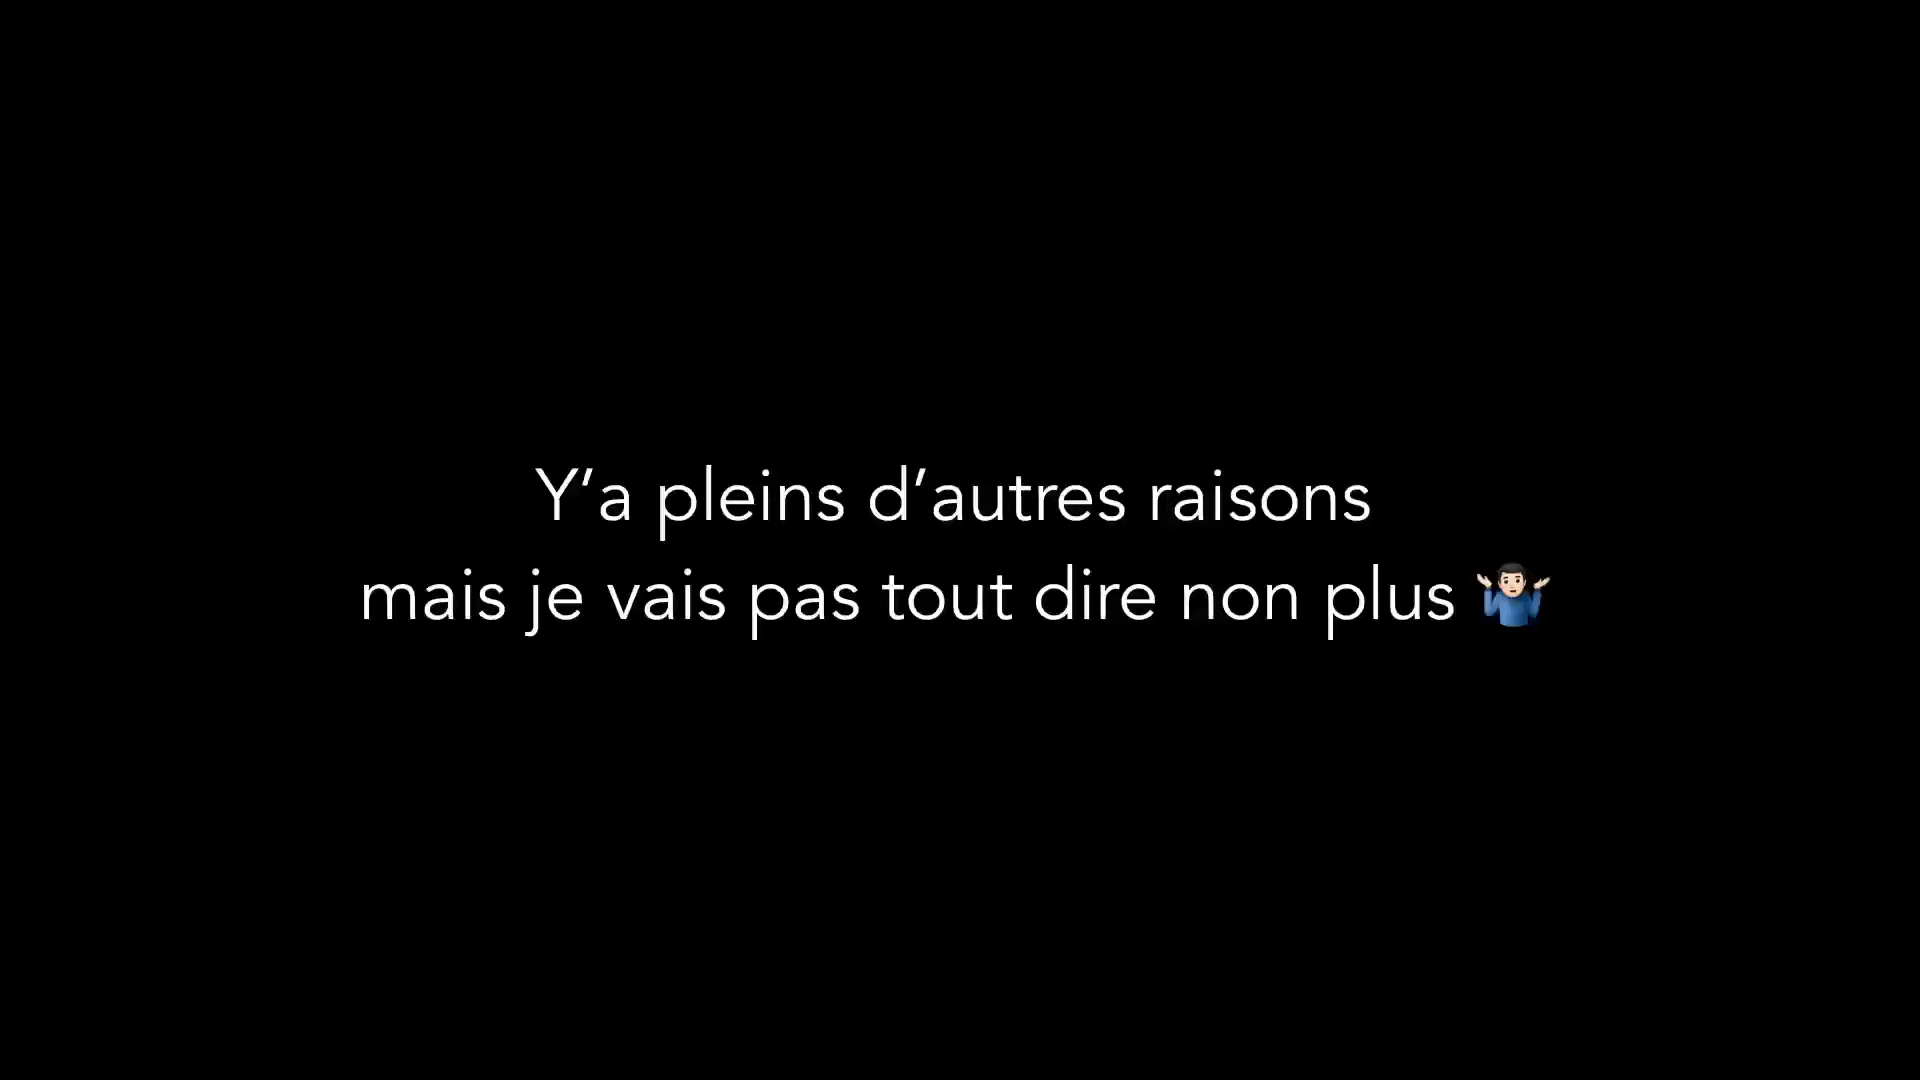 Y’a pleins d’autres raisons
mais je vais pas tout dire non plus 🤷🏻‍♂️